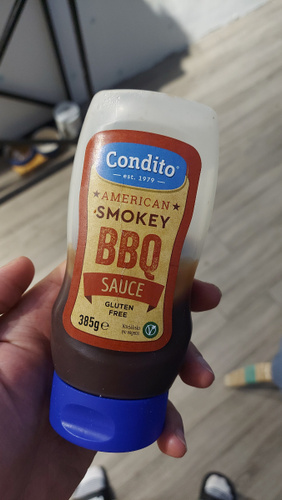 Condito®
est. 1979
AMERICAN
SMOKEY
BBQ
SAUCE
GLUTEN
FREE
385g℮